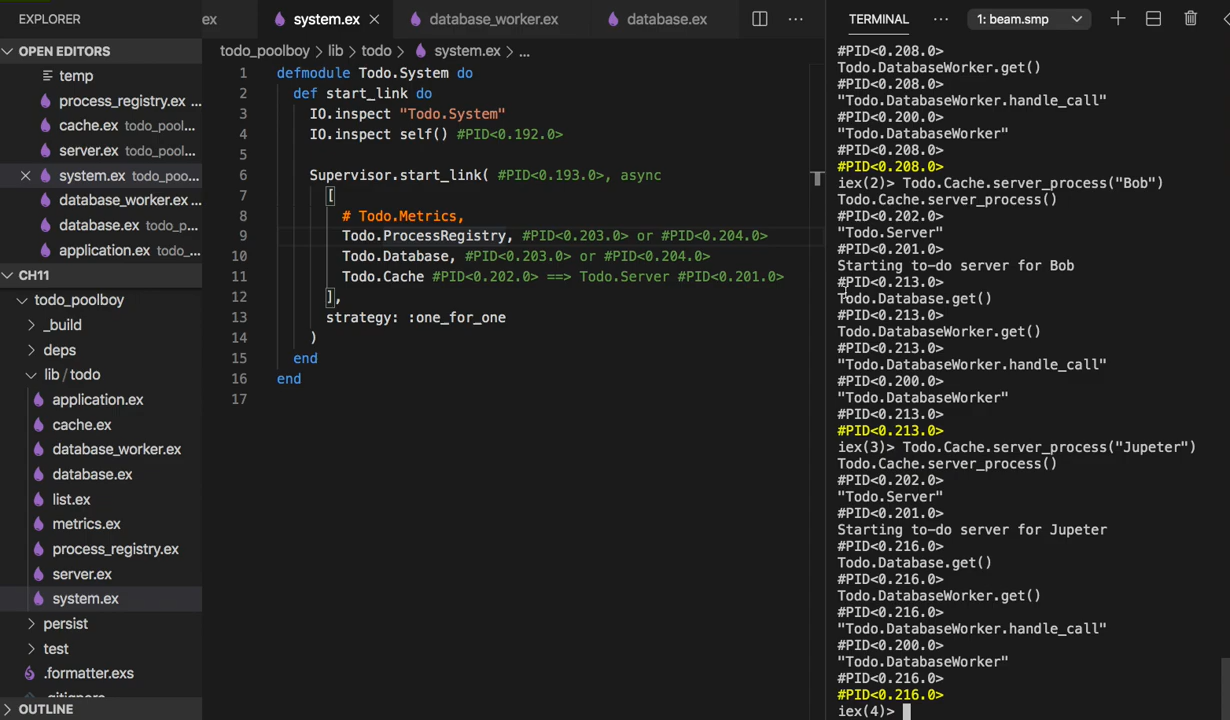 EXPLORER
OPEN EDITORS
temp
process_registry.ex ...
cache.ex todo_pool...
server.ex todo_pool...
system.ex todo_poo...
database_worker.ex ...
database.ex todo_p...
application.ex todo_...
CH11
todo_poolboy
_build
deps
lib / todo
application.ex
cache.ex
database_worker.ex
database.ex
list.ex
metrics.ex
process_registry.ex
server.ex
system.ex
persist
test
.formatter.exs
.gitignore
OUTLINE
ex system.ex database_worker.ex database.ex ...
todo_poolboy > lib > todo > system.ex > ...
1 defmodule Todo.System do
2 def start_link do
3 IO.inspect "Todo.System"
4 IO.inspect self() #PID<0.192.0>
5
6 Supervisor.start_link( #PID<0.193.0>, async
7 [
8 # Todo.Metrics,
9 Todo.ProcessRegistry, #PID<0.203.0> or #PID<0.204.0>
10 Todo.Database, #PID<0.203.0> or #PID<0.204.0>
11 Todo.Cache #PID<0.202.0> ==> Todo.Server #PID<0.201.0>
12 ],
13 strategy: :one_for_one
14 )
15 end
16 end
17
TERMINAL ... 1: beam.smp
#PID<0.208.0>
Todo.DatabaseWorker.get()
#PID<0.208.0>
"Todo.DatabaseWorker.handle_call"
#PID<0.200.0>
"Todo.DatabaseWorker"
#PID<0.208.0>
#PID<0.208.0>
iex(2)> Todo.Cache.server_process("Bob")
Todo.Cache.server_process()
#PID<0.202.0>
"Todo.Server"
#PID<0.201.0>
Starting to-do server for Bob
#PID<0.213.0>
Todo.Database.get()
#PID<0.213.0>
Todo.DatabaseWorker.get()
#PID<0.213.0>
"Todo.DatabaseWorker.handle_call"
#PID<0.200.0>
"Todo.DatabaseWorker"
#PID<0.213.0>
#PID<0.213.0>
iex(3)> Todo.Cache.server_process("Jupeter")
Todo.Cache.server_process()
#PID<0.202.0>
"Todo.Server"
#PID<0.201.0>
Starting to-do server for Jupeter
#PID<0.216.0>
Todo.Database.get()
#PID<0.216.0>
Todo.DatabaseWorker.get()
#PID<0.216.0>
"Todo.DatabaseWorker.handle_call"
#PID<0.200.0>
"Todo.DatabaseWorker"
#PID<0.216.0>
#PID<0.216.0>
iex(4)>